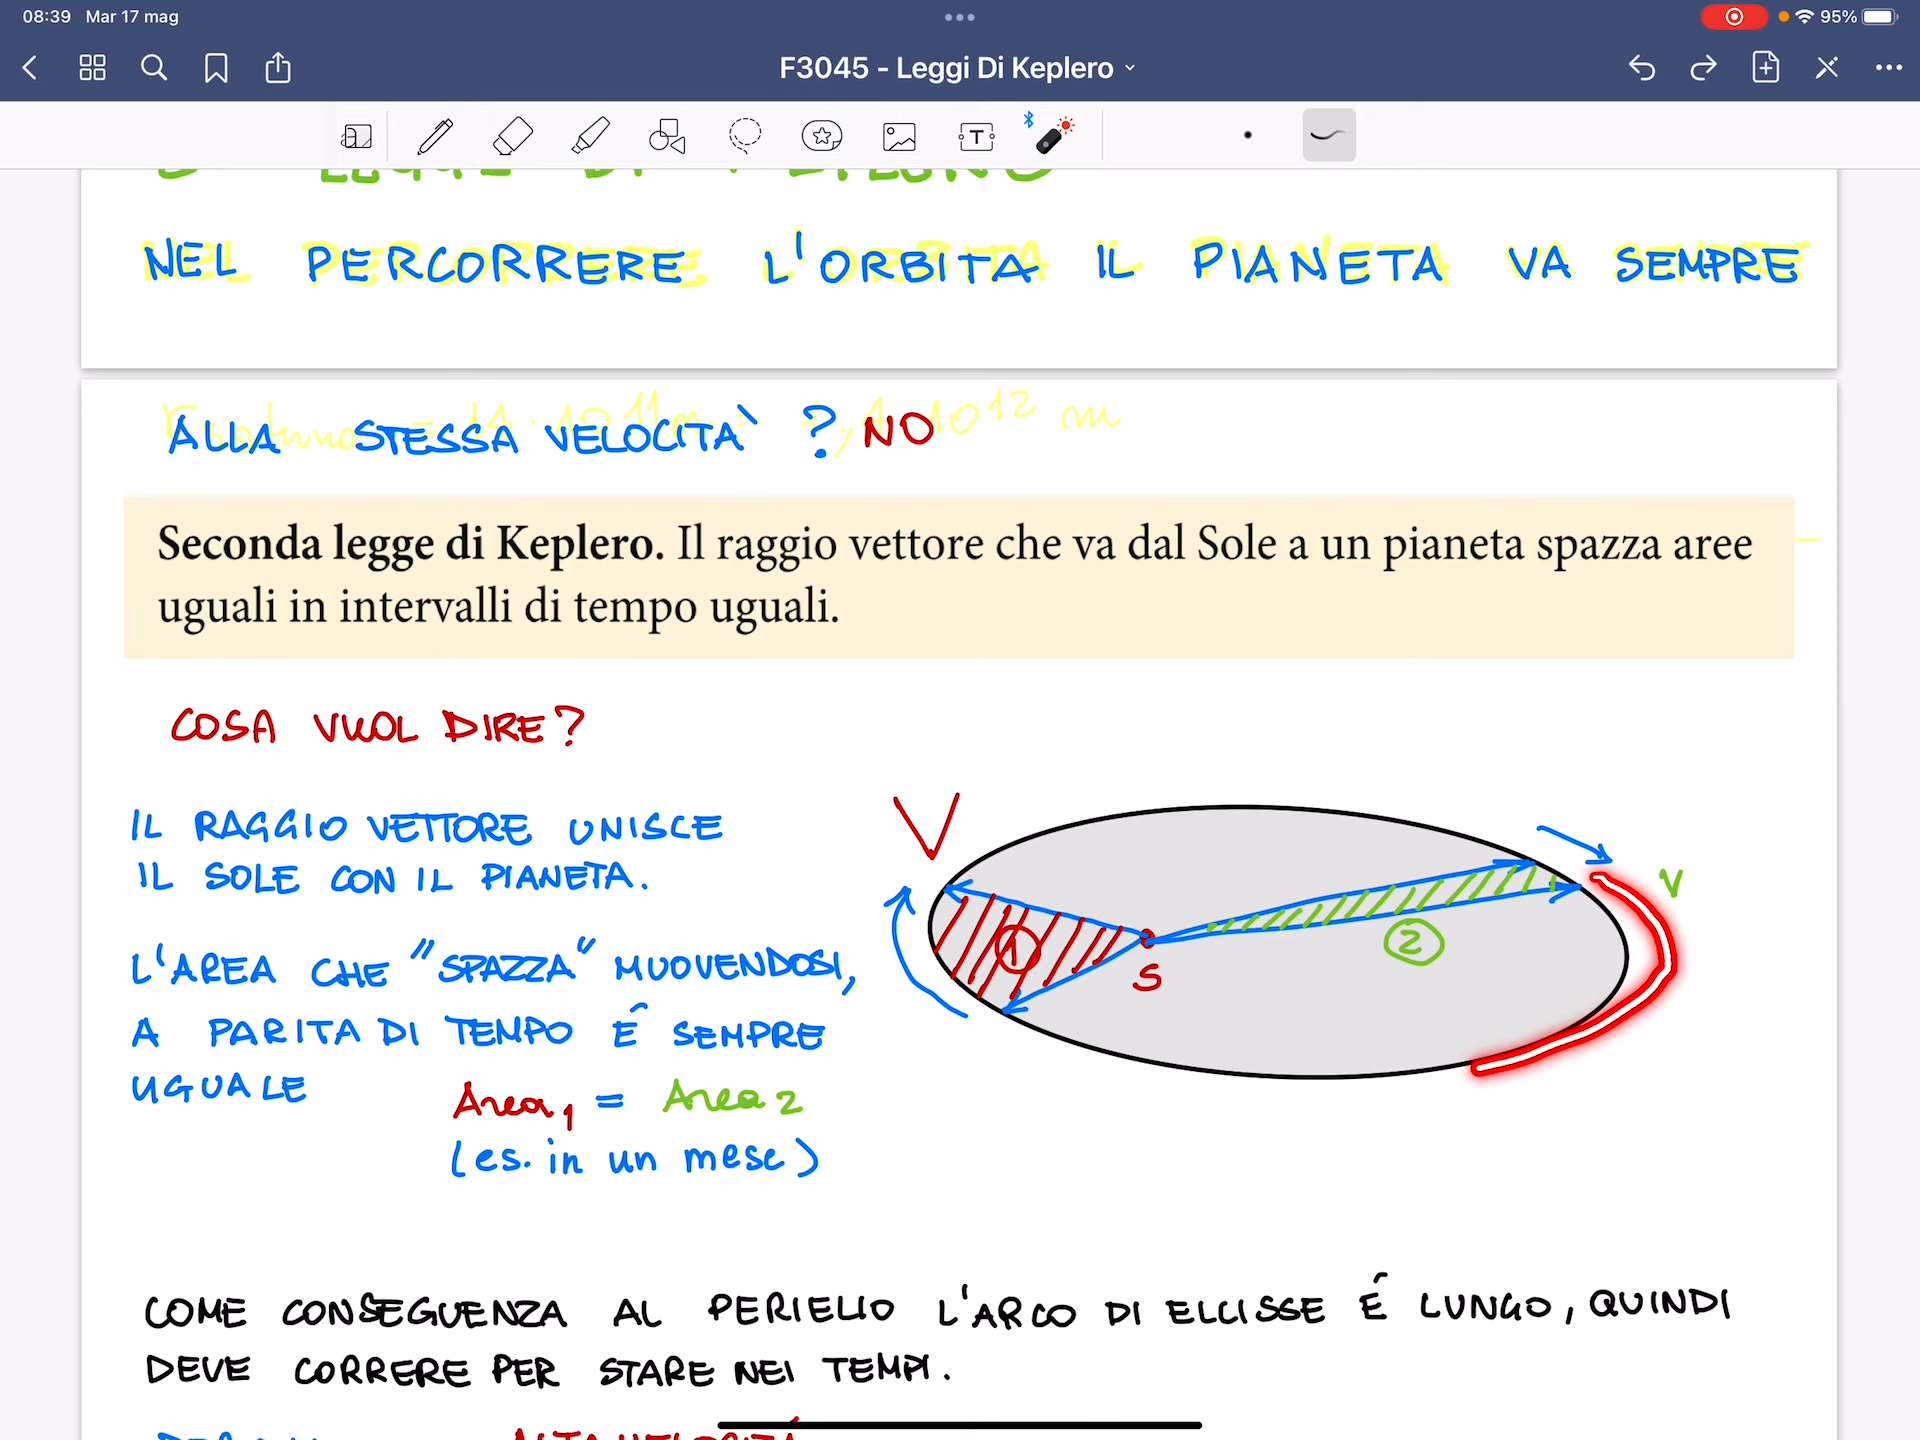 08:39 Mar 17 mag
95%
F3045 - Leggi Di Keplero
NEL PERCORRERE L'ORBITA IL PIANETA VA SEMPRE
ALLA STESSA VELOCITA` ? NO
Seconda legge di Keplero. Il raggio vettore che va dal Sole a un pianeta spazza aree
uguali in intervalli di tempo uguali.
COSA VUOL DIRE?
IL RAGGIO VETTORE UNISCE
IL SOLE CON IL PIANETA.
L'AREA CHE "SPAZZA" MUOVENDOSI,
A PARITA DI TEMPO É SEMPRE
UGUALE
Area1 = Area2
(es. in un mese)
V
1
S
2
V
COME CONSEGUENZA AL PERIELIO L'ARCO DI ELLISSE É LUNGO, QUINDI
DEVE CORRERE PER STARE NEI TEMPI.